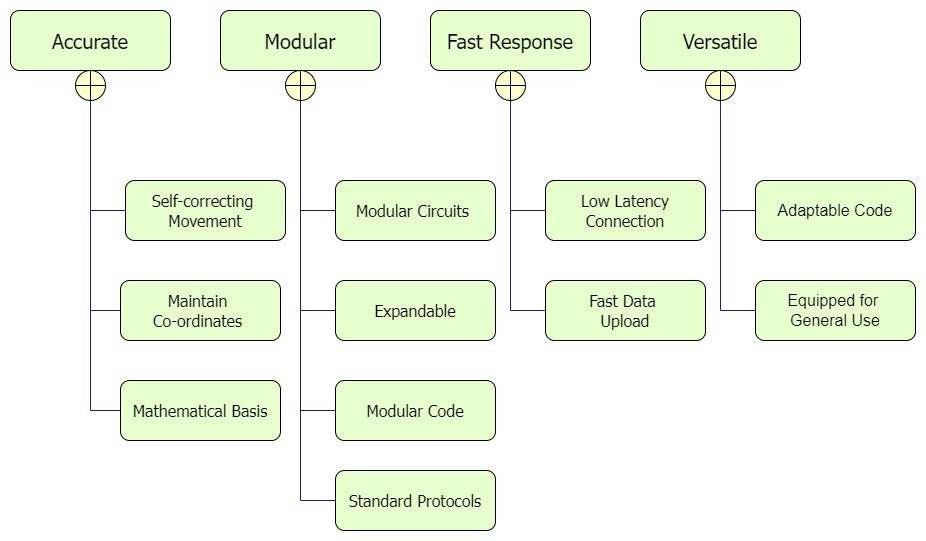 Accurate
Modular
Fast Response
Versatile
Self-correcting
Movement
Maintain
Co-ordinates
Mathematical Basis
Modular Circuits
Expandable
Modular Code
Standard Protocols
Low Latency
Connection
Fast Data
Upload
Adaptable Code
Equipped for
General Use